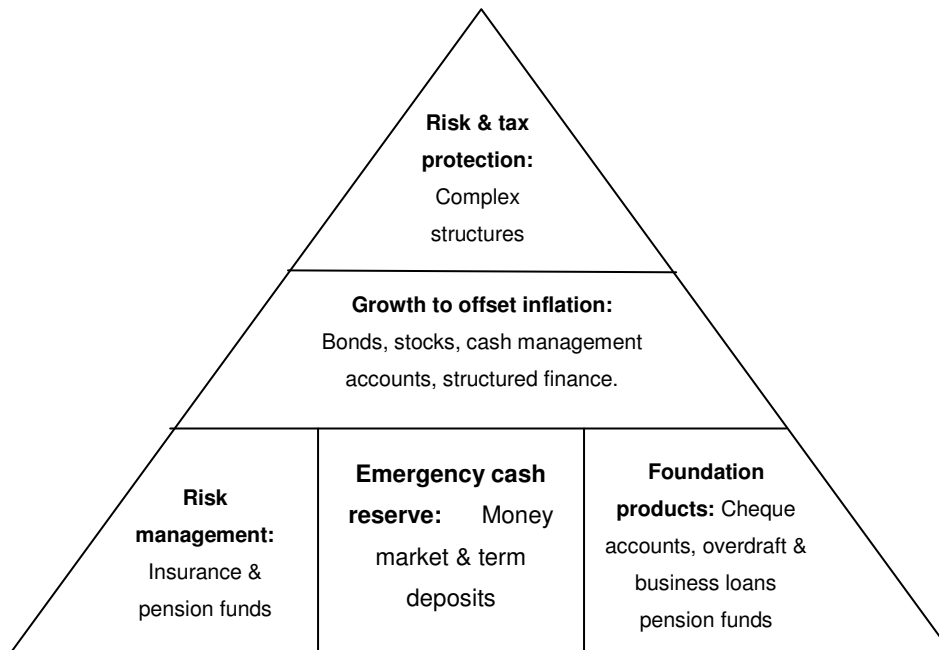 Risk & tax
protection:
Complex
structures
Growth to offset inflation:
Bonds, stocks, cash management
accounts, structured finance.
Risk
management:
Insurance &
pension funds
Emergency cash
reserve: Money
market & term
deposits
Foundation
products: Cheque
accounts, overdraft &
business loans
pension funds